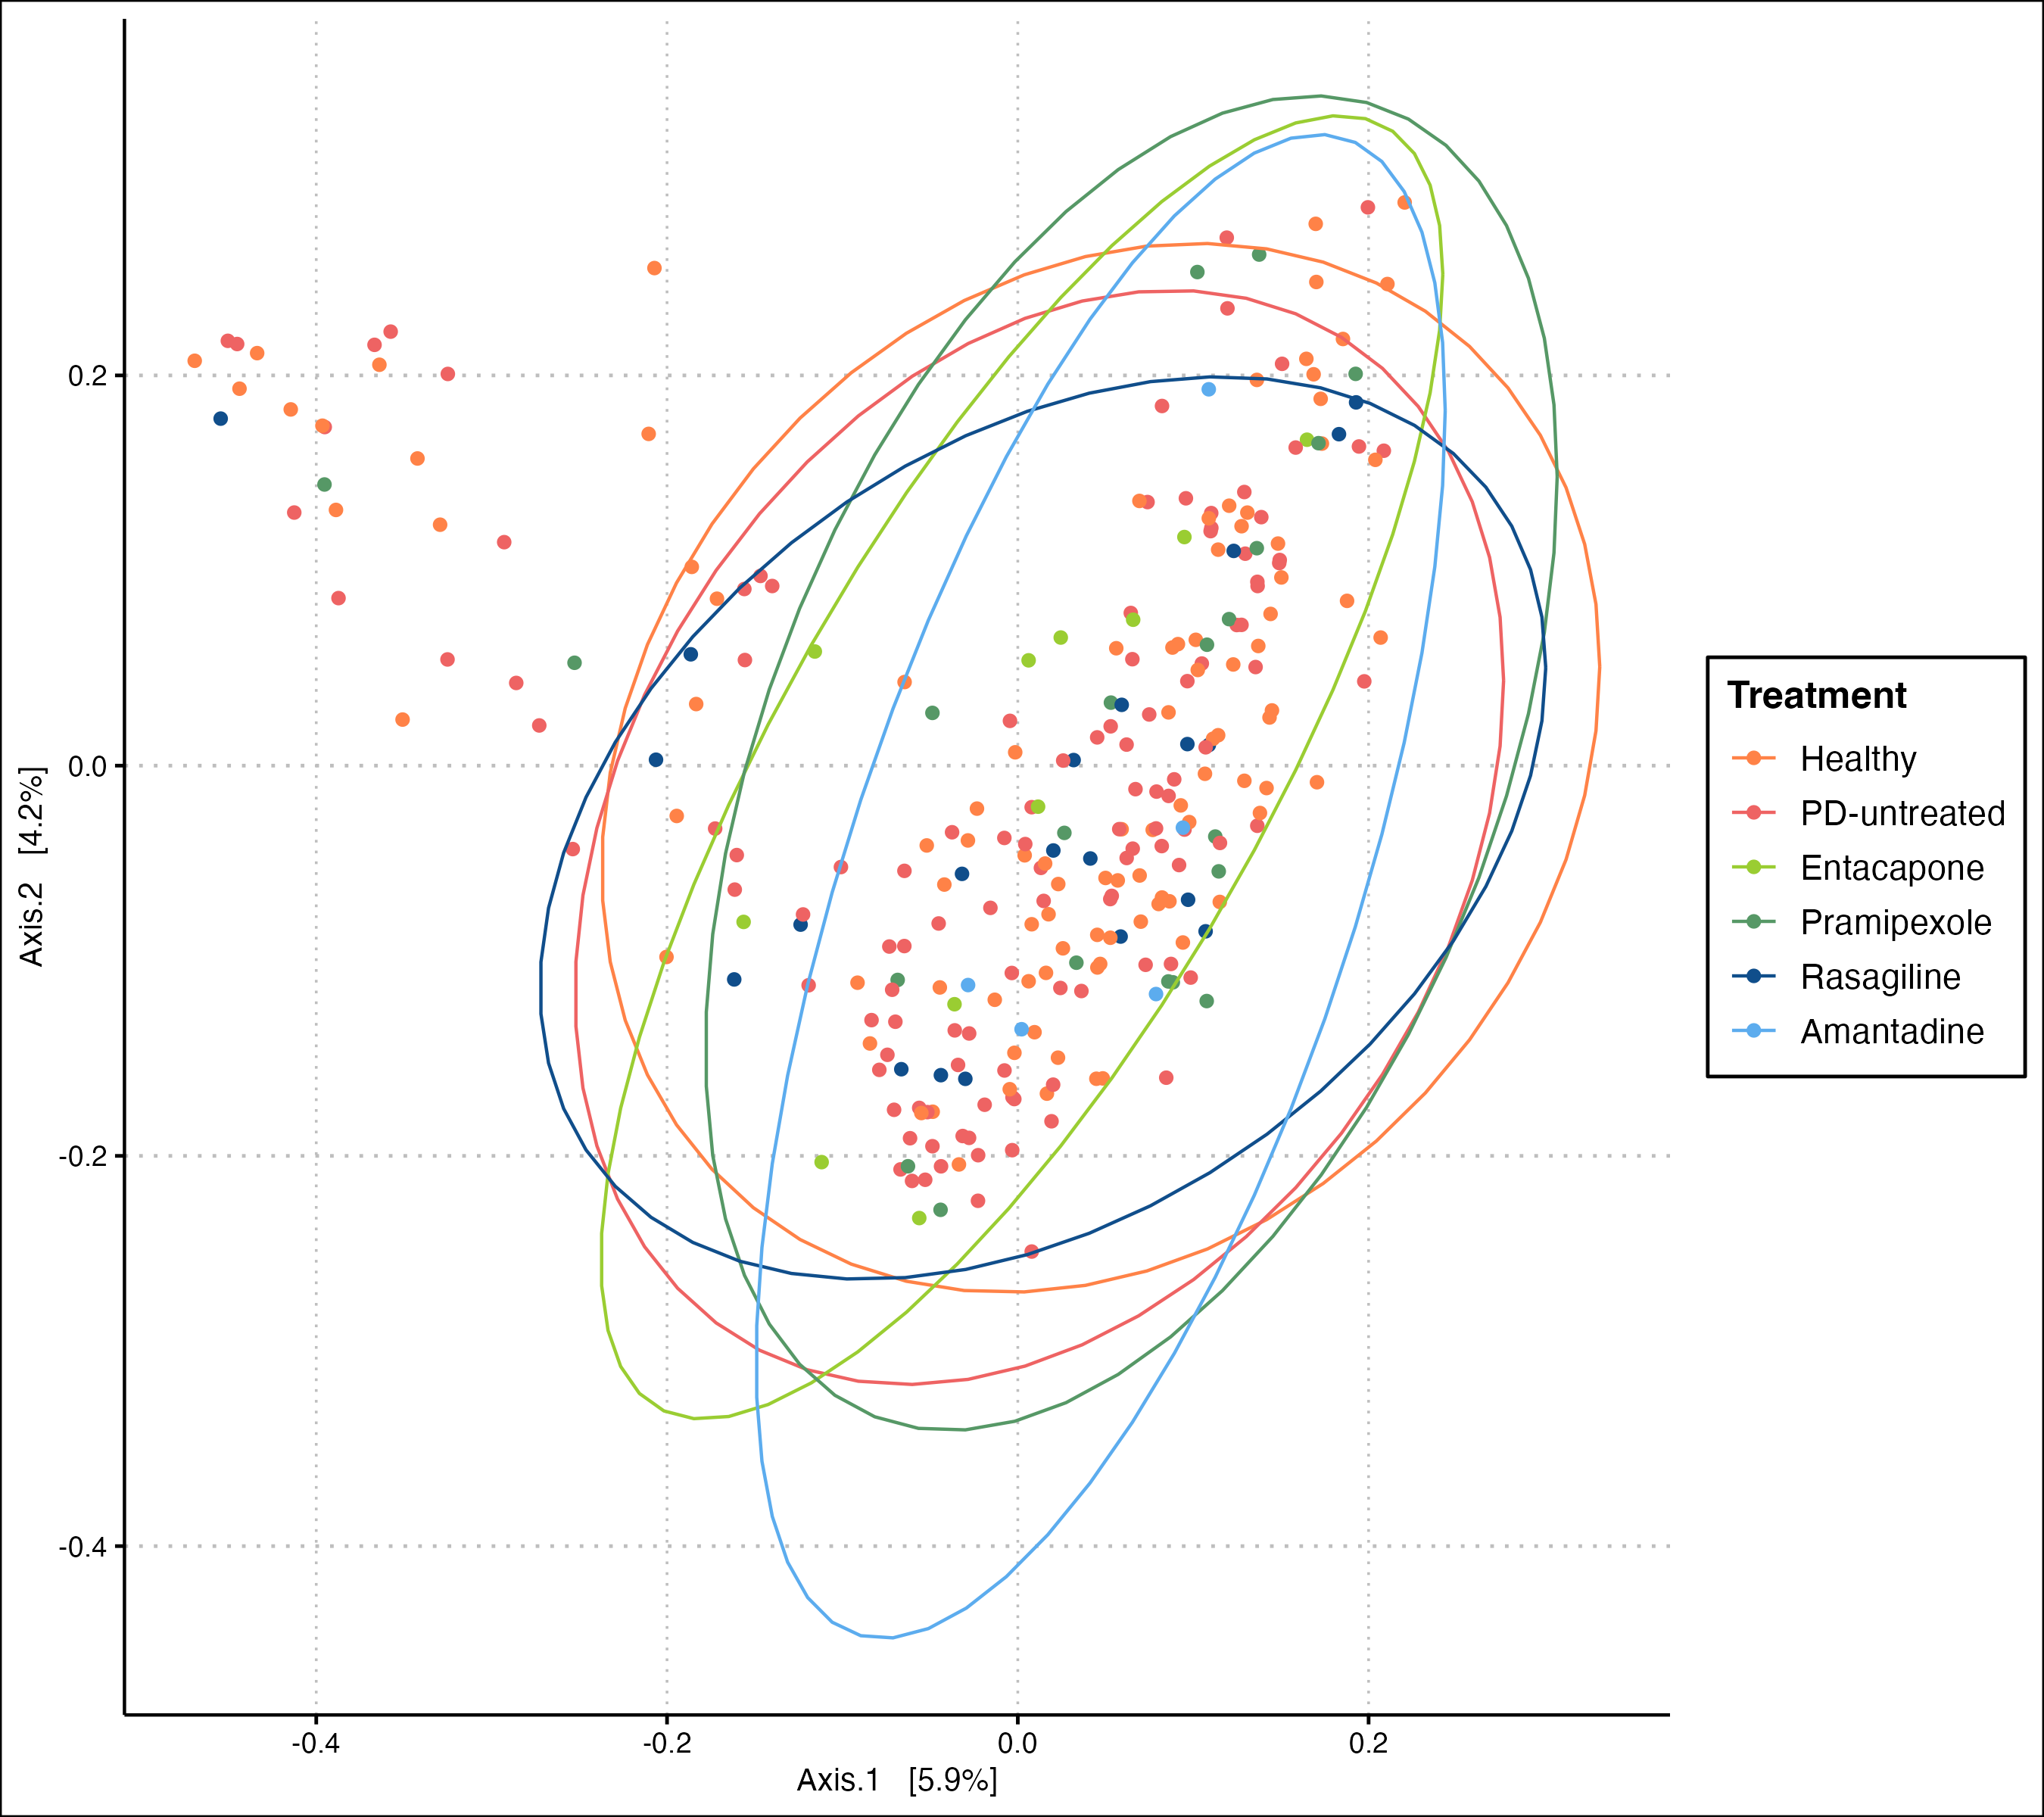 0.2
0.0
-0.2
-0.4
Axis.2 [4.2%]
-0.4
-0.2
0.0
0.2
Axis.1 [5.9%]
Treatment
Healthy
PD-untreated
Entacapone
Pramipexole
Rasagiline
Amantadine